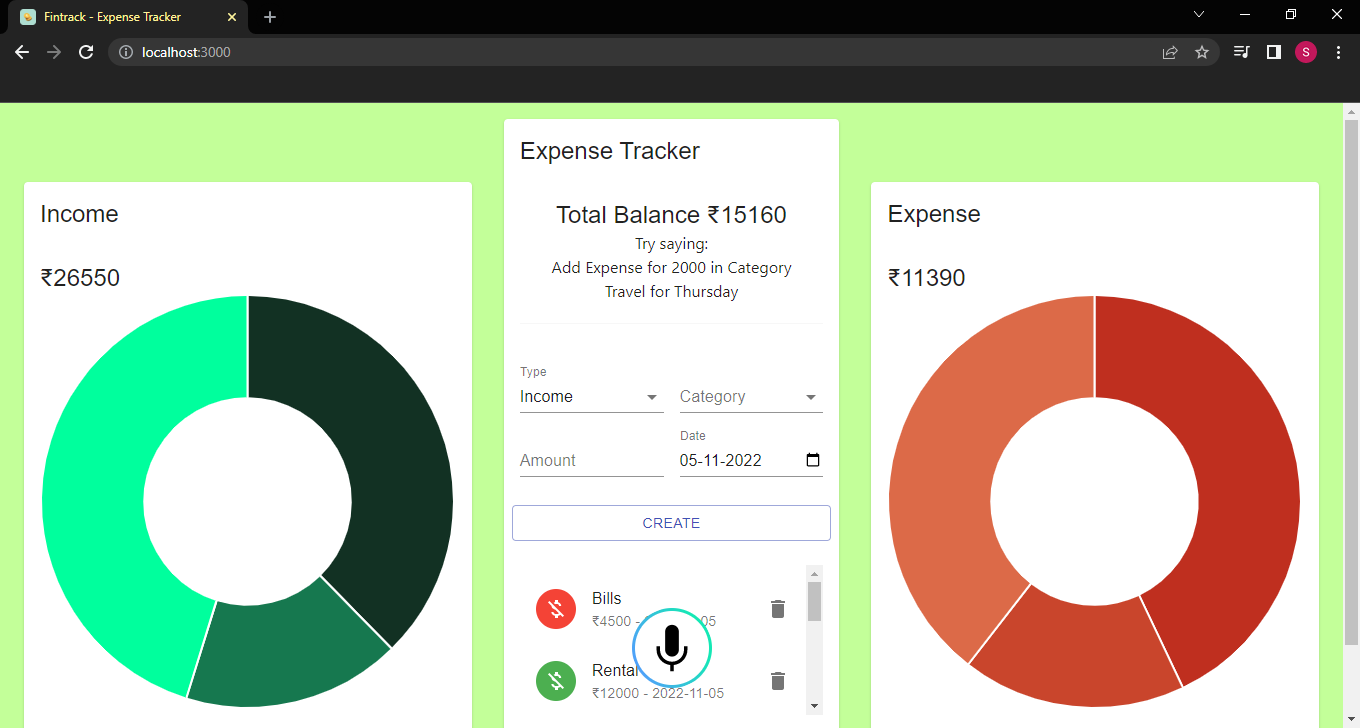 Fintrack - Expense Tracker
localhost:3000
S
Income
₹26550
Expense Tracker
Total Balance ₹15160
Try saying:
Add Expense for 2000 in Category
Travel for Thursday
Type
Income
Category
Amount
Date
05-11-2022
CREATE
Bills
₹4500 - 05
Rental
₹12000 - 2022-11-05
Expense
₹11390